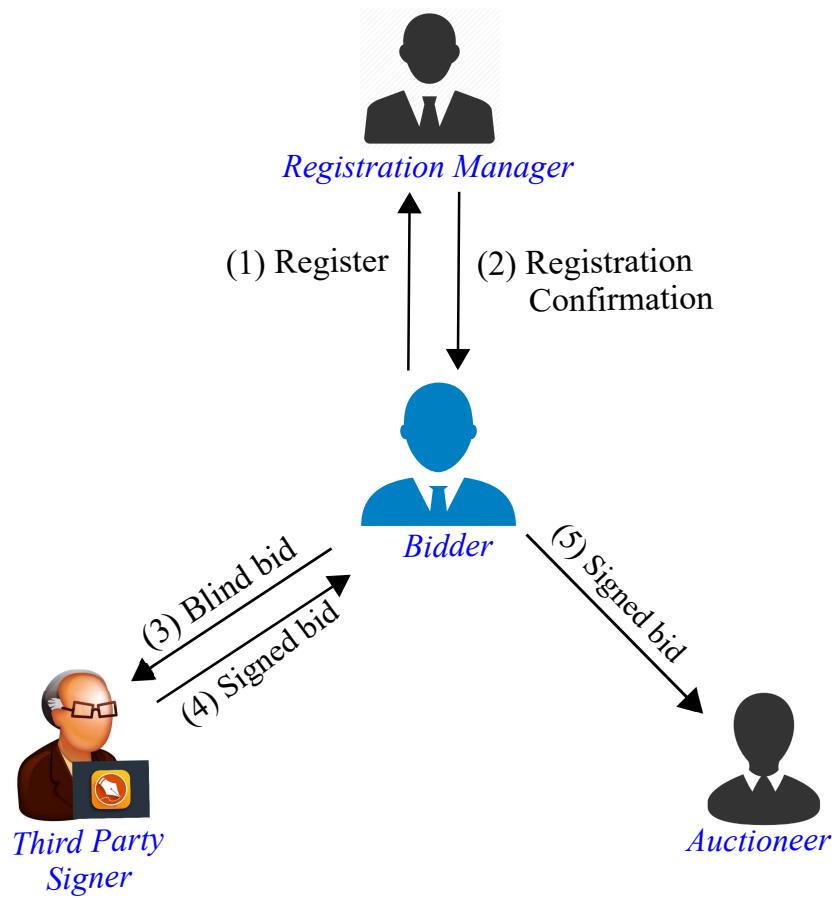 Registration Manager
(1) Register
(2) Registration
Confirmation
Bidder
(3) Blind bid
(4) Signed bid
(5) Signed bid
Third Party
Signer
Auctioneer